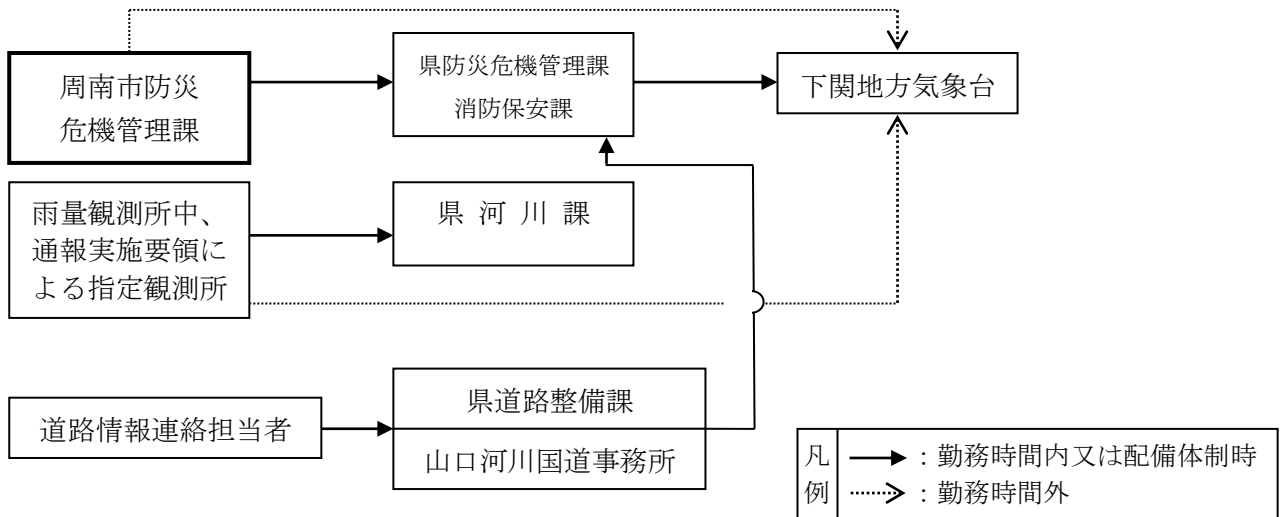 周南市防災
危機管理課
県防災危機管理課
消防保安課
下関地方気象台
雨量観測所中、
通報実施要領に
よる指定観測所
県河川課
道路情報連絡担当者
県道路整備課
山口河川国道事務所
凡例
：勤務時間内又は配備体制時
：勤務時間外